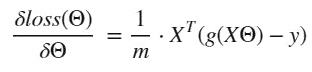 δloss(Θ)/δΘ = 1/m · X^T(g(XΘ) − y)